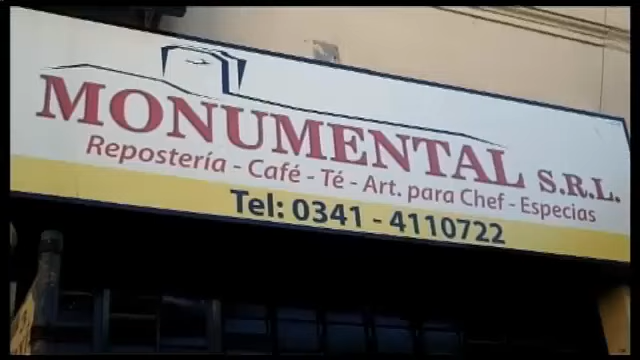 MONUMENTAL S.R.L.
Repostería - Café - Té - Art. para Chef - Especias
Tel: 0341 - 4110722